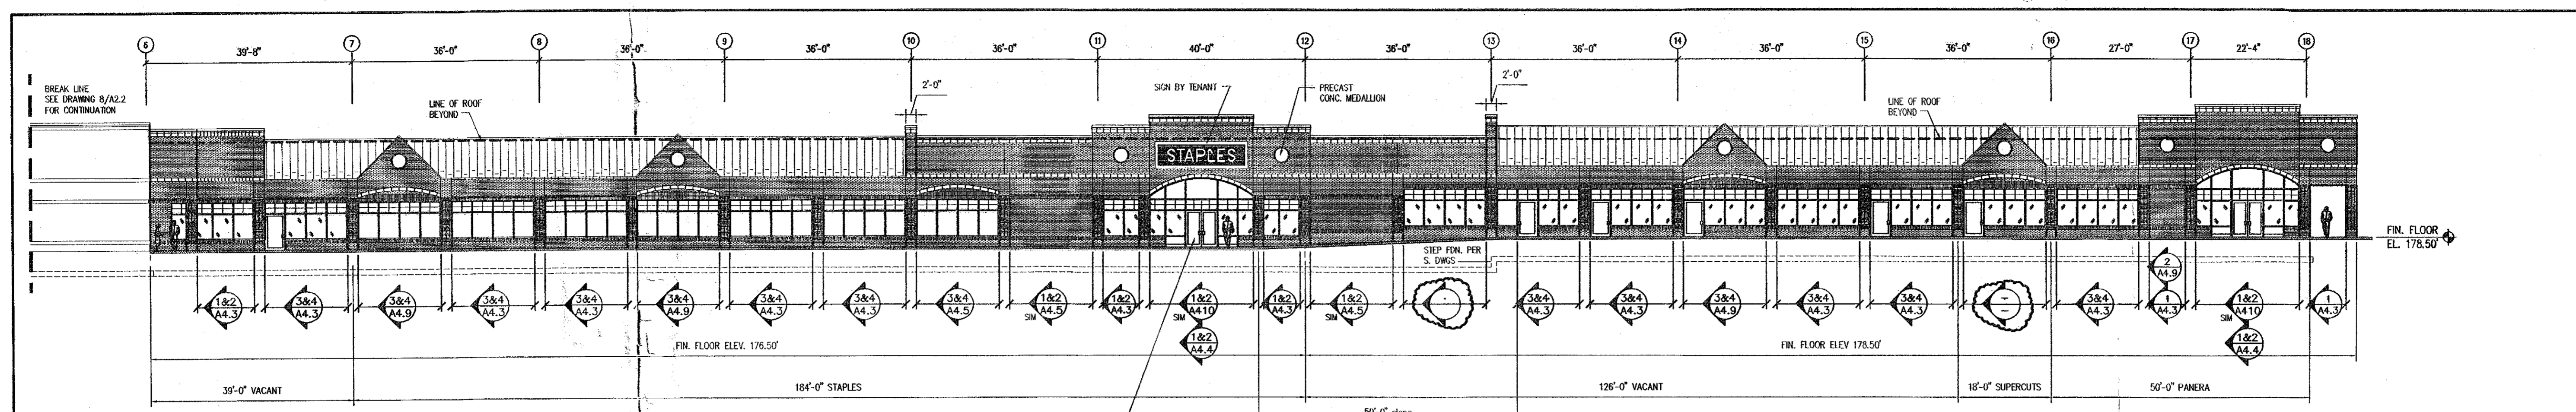 6 7 8 9 10 11 12 13 14 15 16 17 18
39'-8" 36'-0" 36'-0" 36'-0" 36'-0" 40'-0" 36'-0" 36'-0" 36'-0" 36'-0" 27'-0" 22'-4"
BREAK LINE
SEE DRAWING 8/A2.2
FOR CONTINUATION
LINE OF ROOF
BEYOND
2'-0"
SIGN BY TENANT
PRECAST
CONC. MEDALLION
2'-0"
LINE OF ROOF
BEYOND
STAPLES
FIN. FLOOR
EL. 178.50'
STEP FDN. PER
S. DWGS
2
A4.9
1&2 3&4 3&4 3&4 3&4 3&4 3&4 3&4 3&4 1&2 1&2 1&2 1&2 1&2 3&4 3&4 3&4 3&4 3&4 3&4 1 1&2 1
A4.3 A4.3 A4.9 A4.3 A4.3 A4.9 A4.3 A4.3 A4.5 A4.5 A4.3 A410 A4.3 A4.5 A4.3 A4.3 A4.9 A4.3 A4.3 A4.3 A4.3 A410 A4.3
SIM SIM SIM SIM
1&2 1&2
A4.4 A4.4
FIN. FLOOR ELEV. 176.50' FIN. FLOOR ELEV 178.50'
39'-0" VACANT 184'-0" STAPLES 126'-0" VACANT 18'-0" SUPERCUTS 50'-0" PANERA